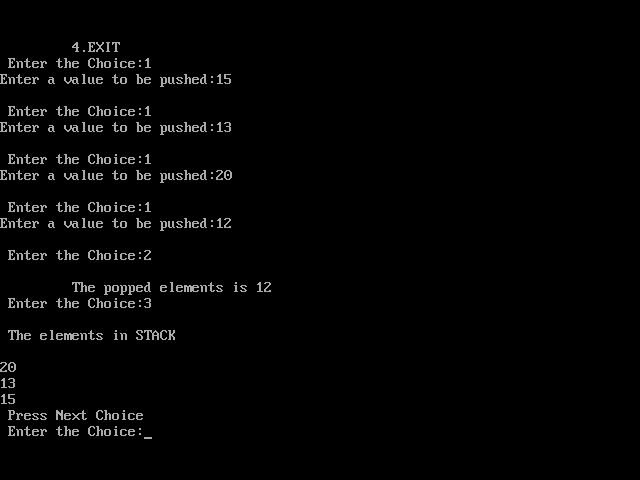 4.EXIT
Enter the Choice:1
Enter a value to be pushed:15
Enter the Choice:1
Enter a value to be pushed:13
Enter the Choice:1
Enter a value to be pushed:20
Enter the Choice:1
Enter a value to be pushed:12
Enter the Choice:2
The popped elements is 12
Enter the Choice:3
The elements in STACK
20
13
15
Press Next Choice
Enter the Choice:_